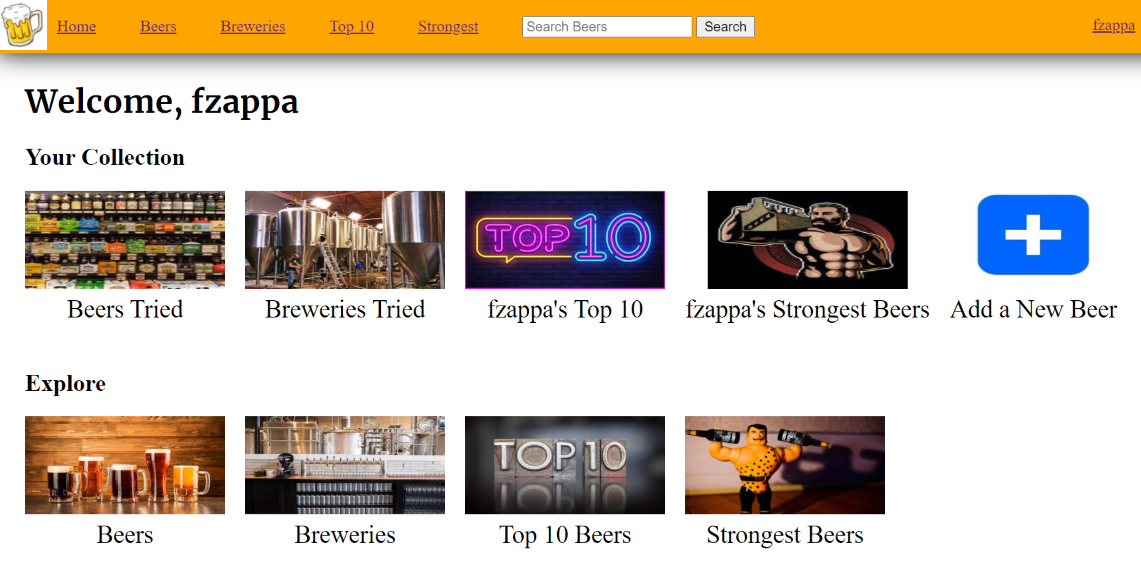 Home Beers Breweries Top 10 Strongest Search Beers Search fzappa
Welcome, fzappa
Your Collection
TOP 10
Beers Tried Breweries Tried fzappa's Top 10 fzappa's Strongest Beers Add a New Beer
Explore
TOP 10
Beers Breweries Top 10 Beers Strongest Beers